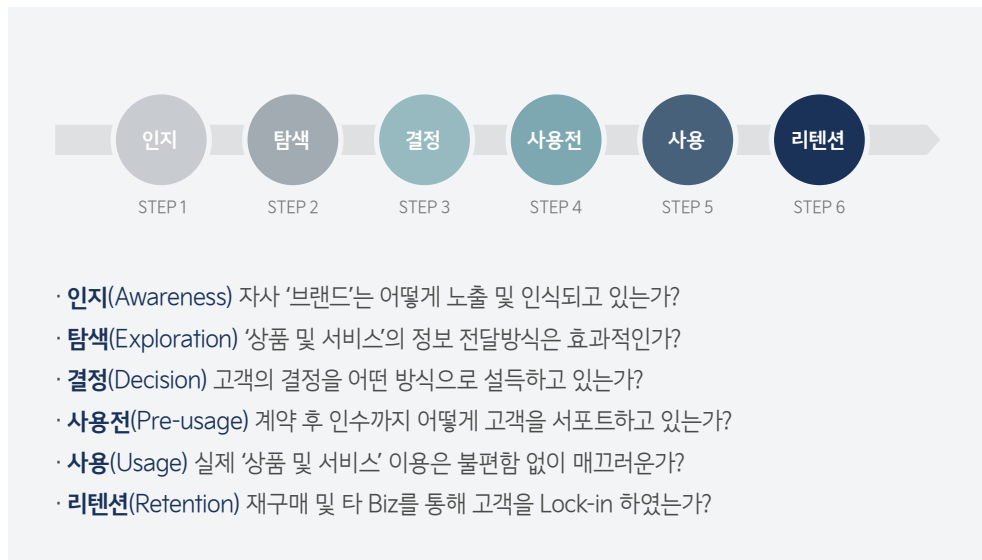 인지
탐색
결정
사용전
사용
리텐션
STEP 1
STEP 2
STEP 3
STEP 4
STEP 5
STEP 6
· 인지(Awareness) 자사 ‘브랜드’는 어떻게 노출 및 인식되고 있는가?
· 탐색(Exploration) ‘상품 및 서비스’의 정보 전달방식은 효과적인가?
· 결정(Decision) 고객의 결정을 어떤 방식으로 설득하고 있는가?
· 사용전(Pre-usage) 계약 후 인수까지 어떻게 고객을 서포트하고 있는가?
· 사용(Usage) 실제 ‘상품 및 서비스’ 이용은 불편함 없이 매끄러운가?
· 리텐션(Retention) 재구매 및 타 Biz를 통해 고객을 Lock-in 하였는가?